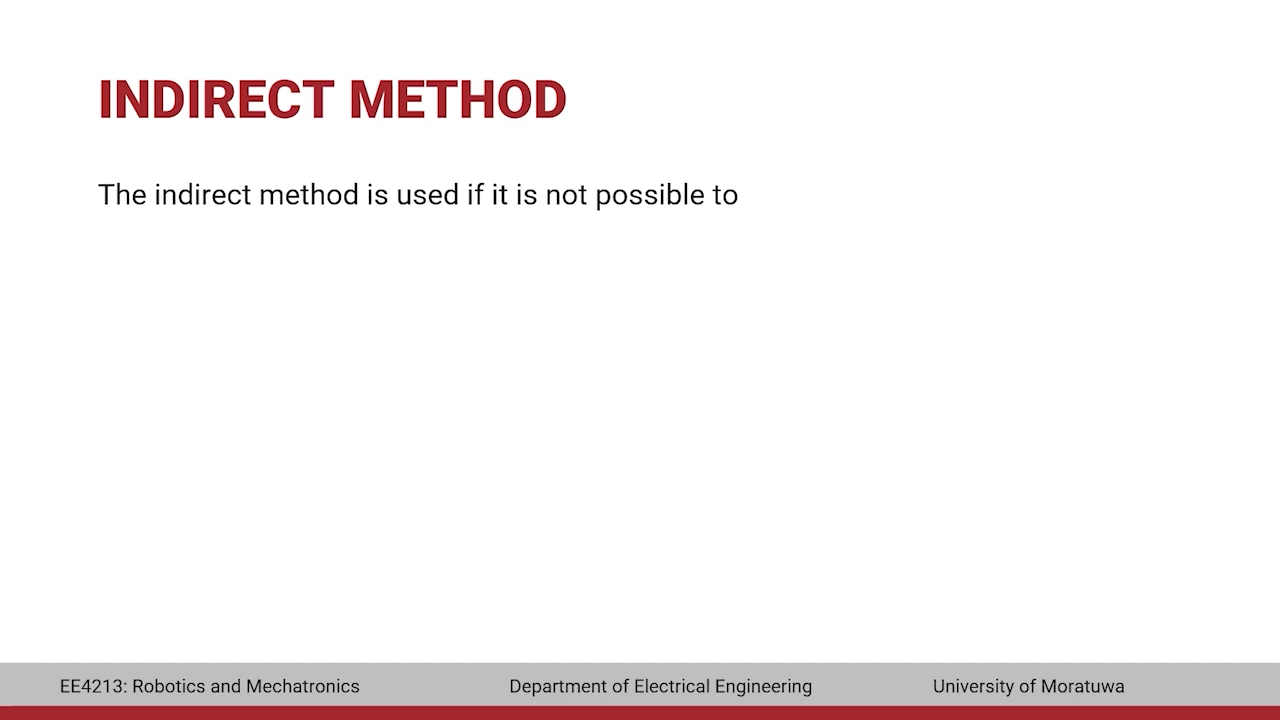 INDIRECT METHOD
The indirect method is used if it is not possible to
EE4213: Robotics and Mechatronics
Department of Electrical Engineering
University of Moratuwa